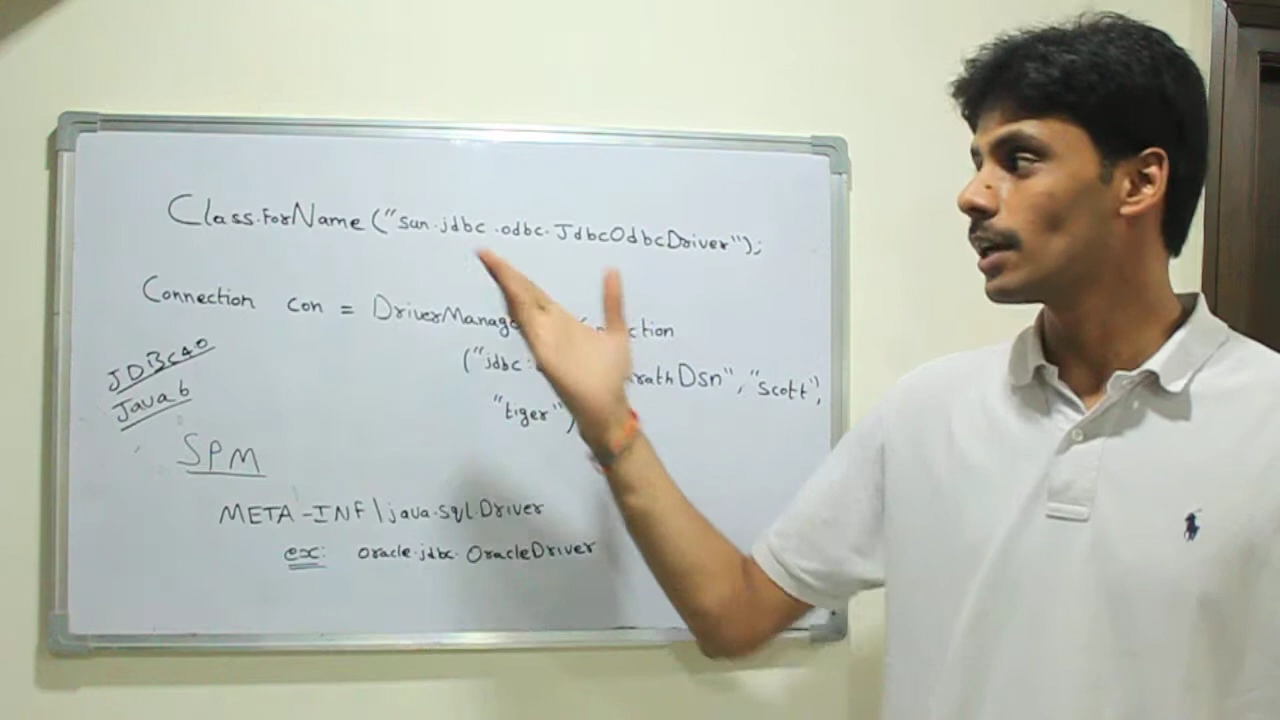 Class.forName("sun.jdbc.odbc.JdbcOdbcDriver");
Connection con = DriverManag
ction
("jdbc: rathDsn","scott",
"tiger")
JDBC4.0
Java6
SPM
META-INF\java.sql.Driver
ex: oracle.jdbc.OracleDriver